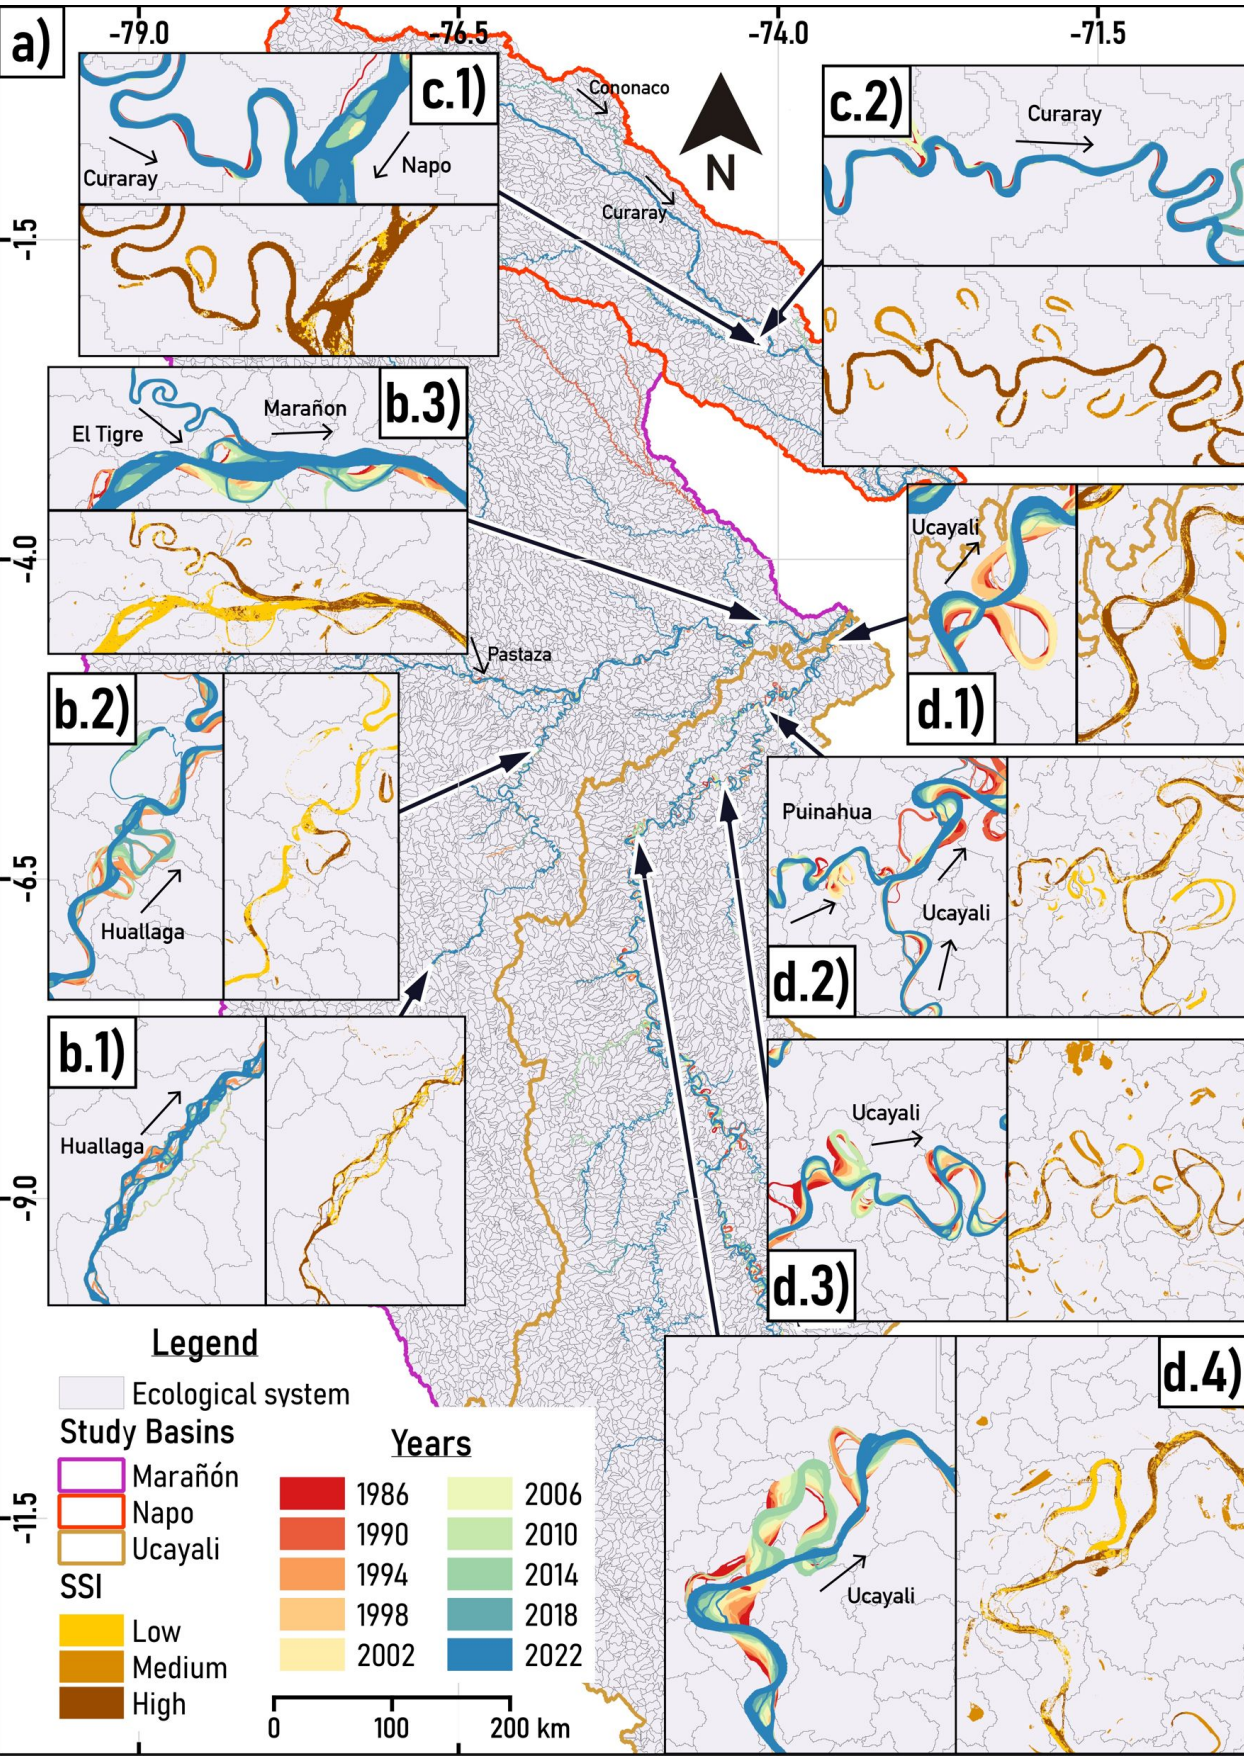 a)
-79.0
-76.5
-74.0
-71.5
-1.5
-4.0
-6.5
-9.0
-11.5
c.1)
Curaray
Napo
Cononaco
Curaray
N
c.2)
Curaray
b.3)
El Tigre
Marañon
Pastaza
d.1)
Ucayali
b.2)
Huallaga
d.2)
Puinahua
Ucayali
b.1)
Huallaga
d.3)
Ucayali
d.4)
Ucayali
Legend
Ecological system
Study Basins
Marañón
Napo
Ucayali
SSI
Low
Medium
High
Years
1986
1990
1994
1998
2002
2006
2010
2014
2018
2022
0 100 200 km